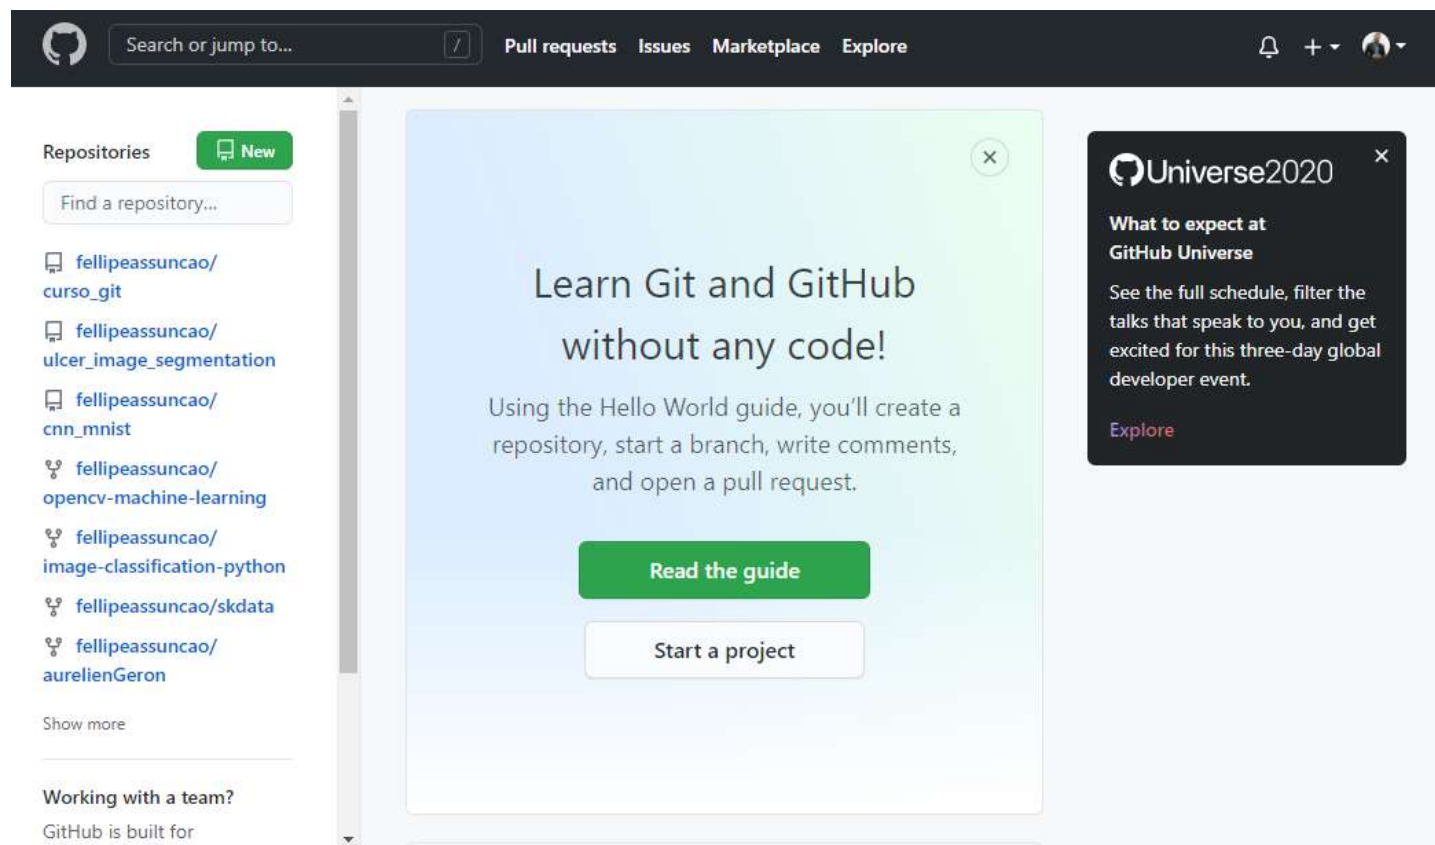 Search or jump to...
/
Pull requests Issues Marketplace Explore
Repositories
New
Find a repository...
fellipeassuncao/
curso_git
fellipeassuncao/
ulcer_image_segmentation
fellipeassuncao/
cnn_mnist
fellipeassuncao/
opencv-machine-learning
fellipeassuncao/
image-classification-python
fellipeassuncao/skdata
fellipeassuncao/
aurelienGeron
Show more
Working with a team?
GitHub is built for
Learn Git and GitHub
without any code!
Using the Hello World guide, you’ll create a
repository, start a branch, write comments,
and open a pull request.
Read the guide
Start a project
Universe2020
What to expect at
GitHub Universe
See the full schedule, filter the
talks that speak to you, and get
excited for this three-day global
developer event.
Explore